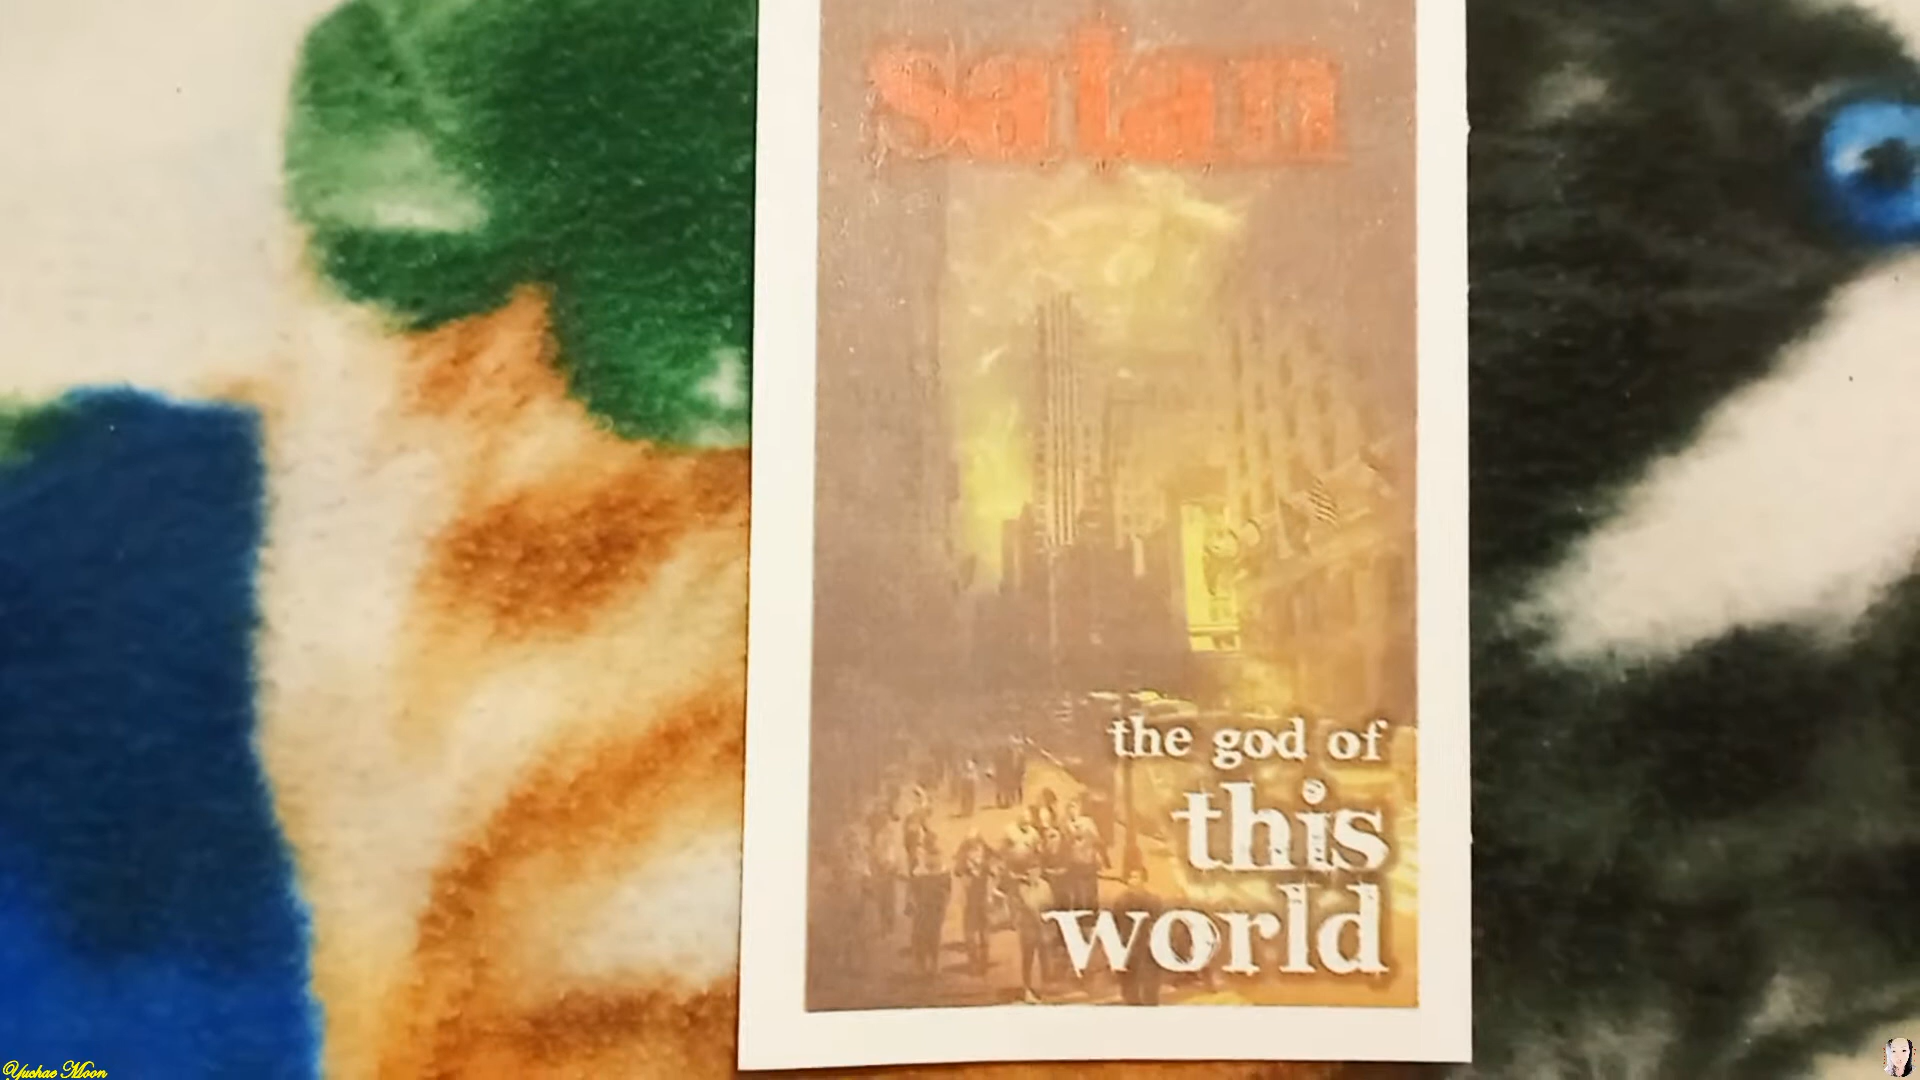 satan
the god of
this
world
Yuchae Moon